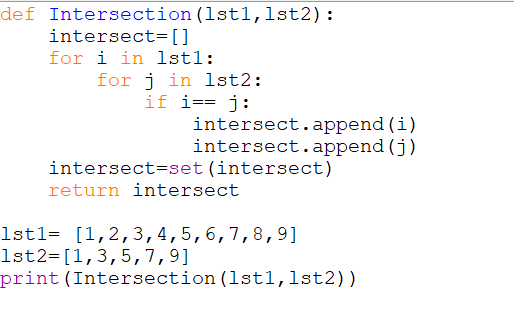 def Intersection(lst1,lst2):
    intersect=[]
    for i in lst1:
        for j in lst2:
            if i== j:
                intersect.append(i)
                intersect.append(j)
    intersect=set(intersect)
    return intersect

lst1= [1,2,3,4,5,6,7,8,9]
lst2=[1,3,5,7,9]
print(Intersection(lst1,lst2))